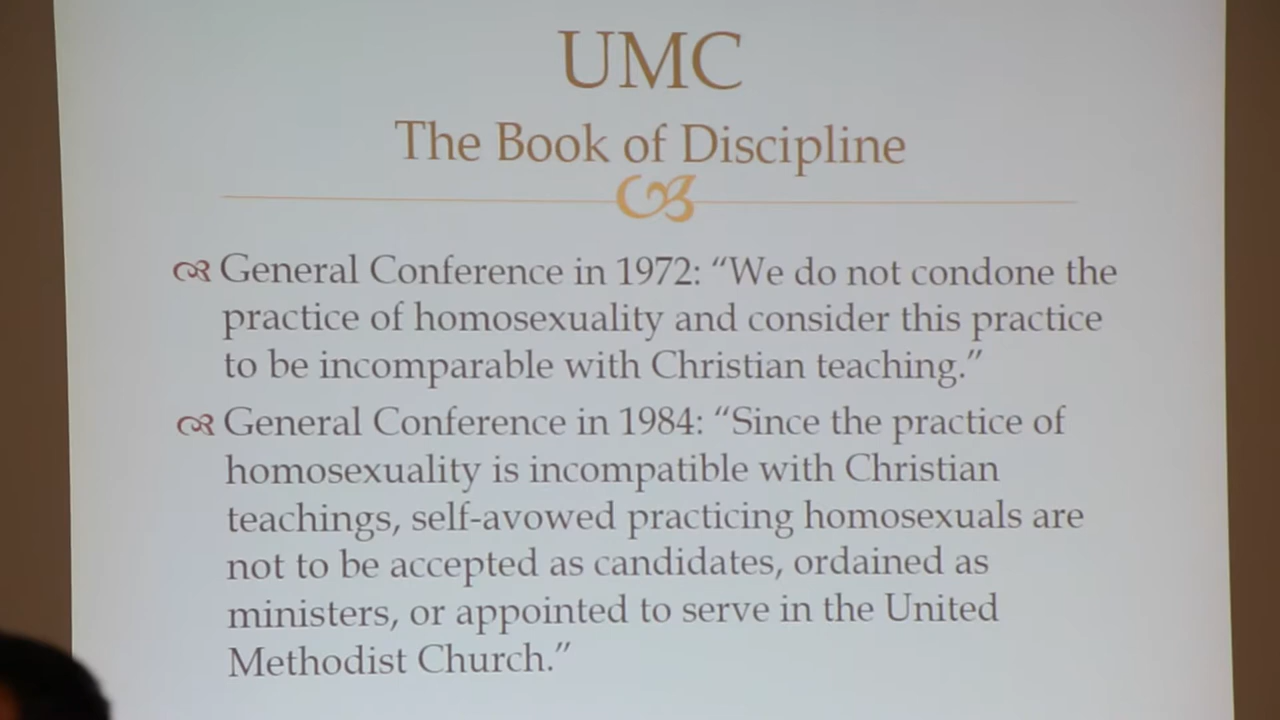 UMC
The Book of Discipline
General Conference in 1972: “We do not condone the
practice of homosexuality and consider this practice
to be incomparable with Christian teaching.”
General Conference in 1984: “Since the practice of
homosexuality is incompatible with Christian
teachings, self-avowed practicing homosexuals are
not to be accepted as candidates, ordained as
ministers, or appointed to serve in the United
Methodist Church.”